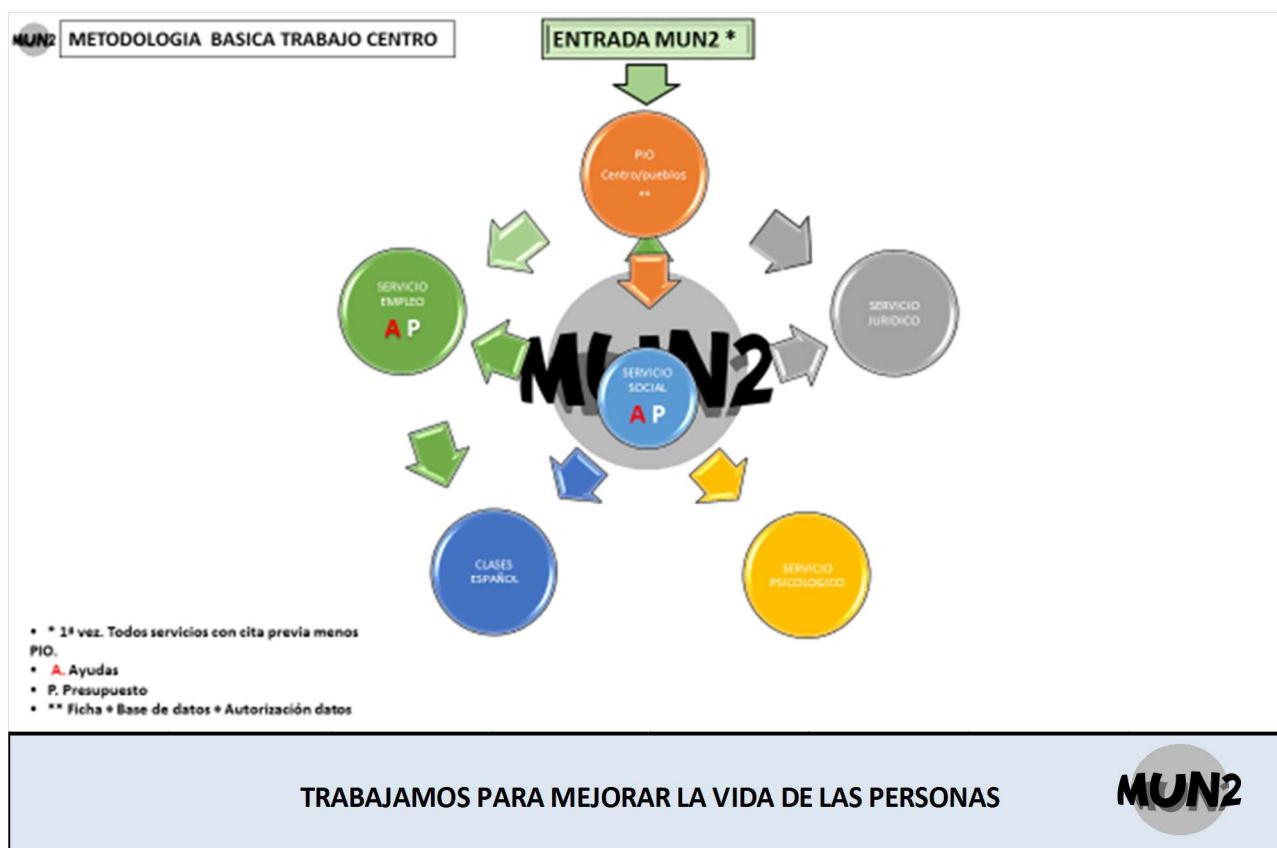 MUN2
METODOLOGIA BASICA TRABAJO CENTRO
ENTRADA MUN2 *
PIO
Centro/pueblos
**
SERVICIO
EMPLEO
A P
SERVICIO
JURIDICO
MUN2
SERVICIO
SOCIAL
A P
CLASES
ESPAÑOL
SERVICIO
PSICOLOGICO
• * 1ª vez. Todos servicios con cita previa menos
PIO.
• A. Ayudas
• P. Presupuesto
• ** Ficha + Base de datos + Autorización datos
TRABAJAMOS PARA MEJORAR LA VIDA DE LAS PERSONAS
MUN2